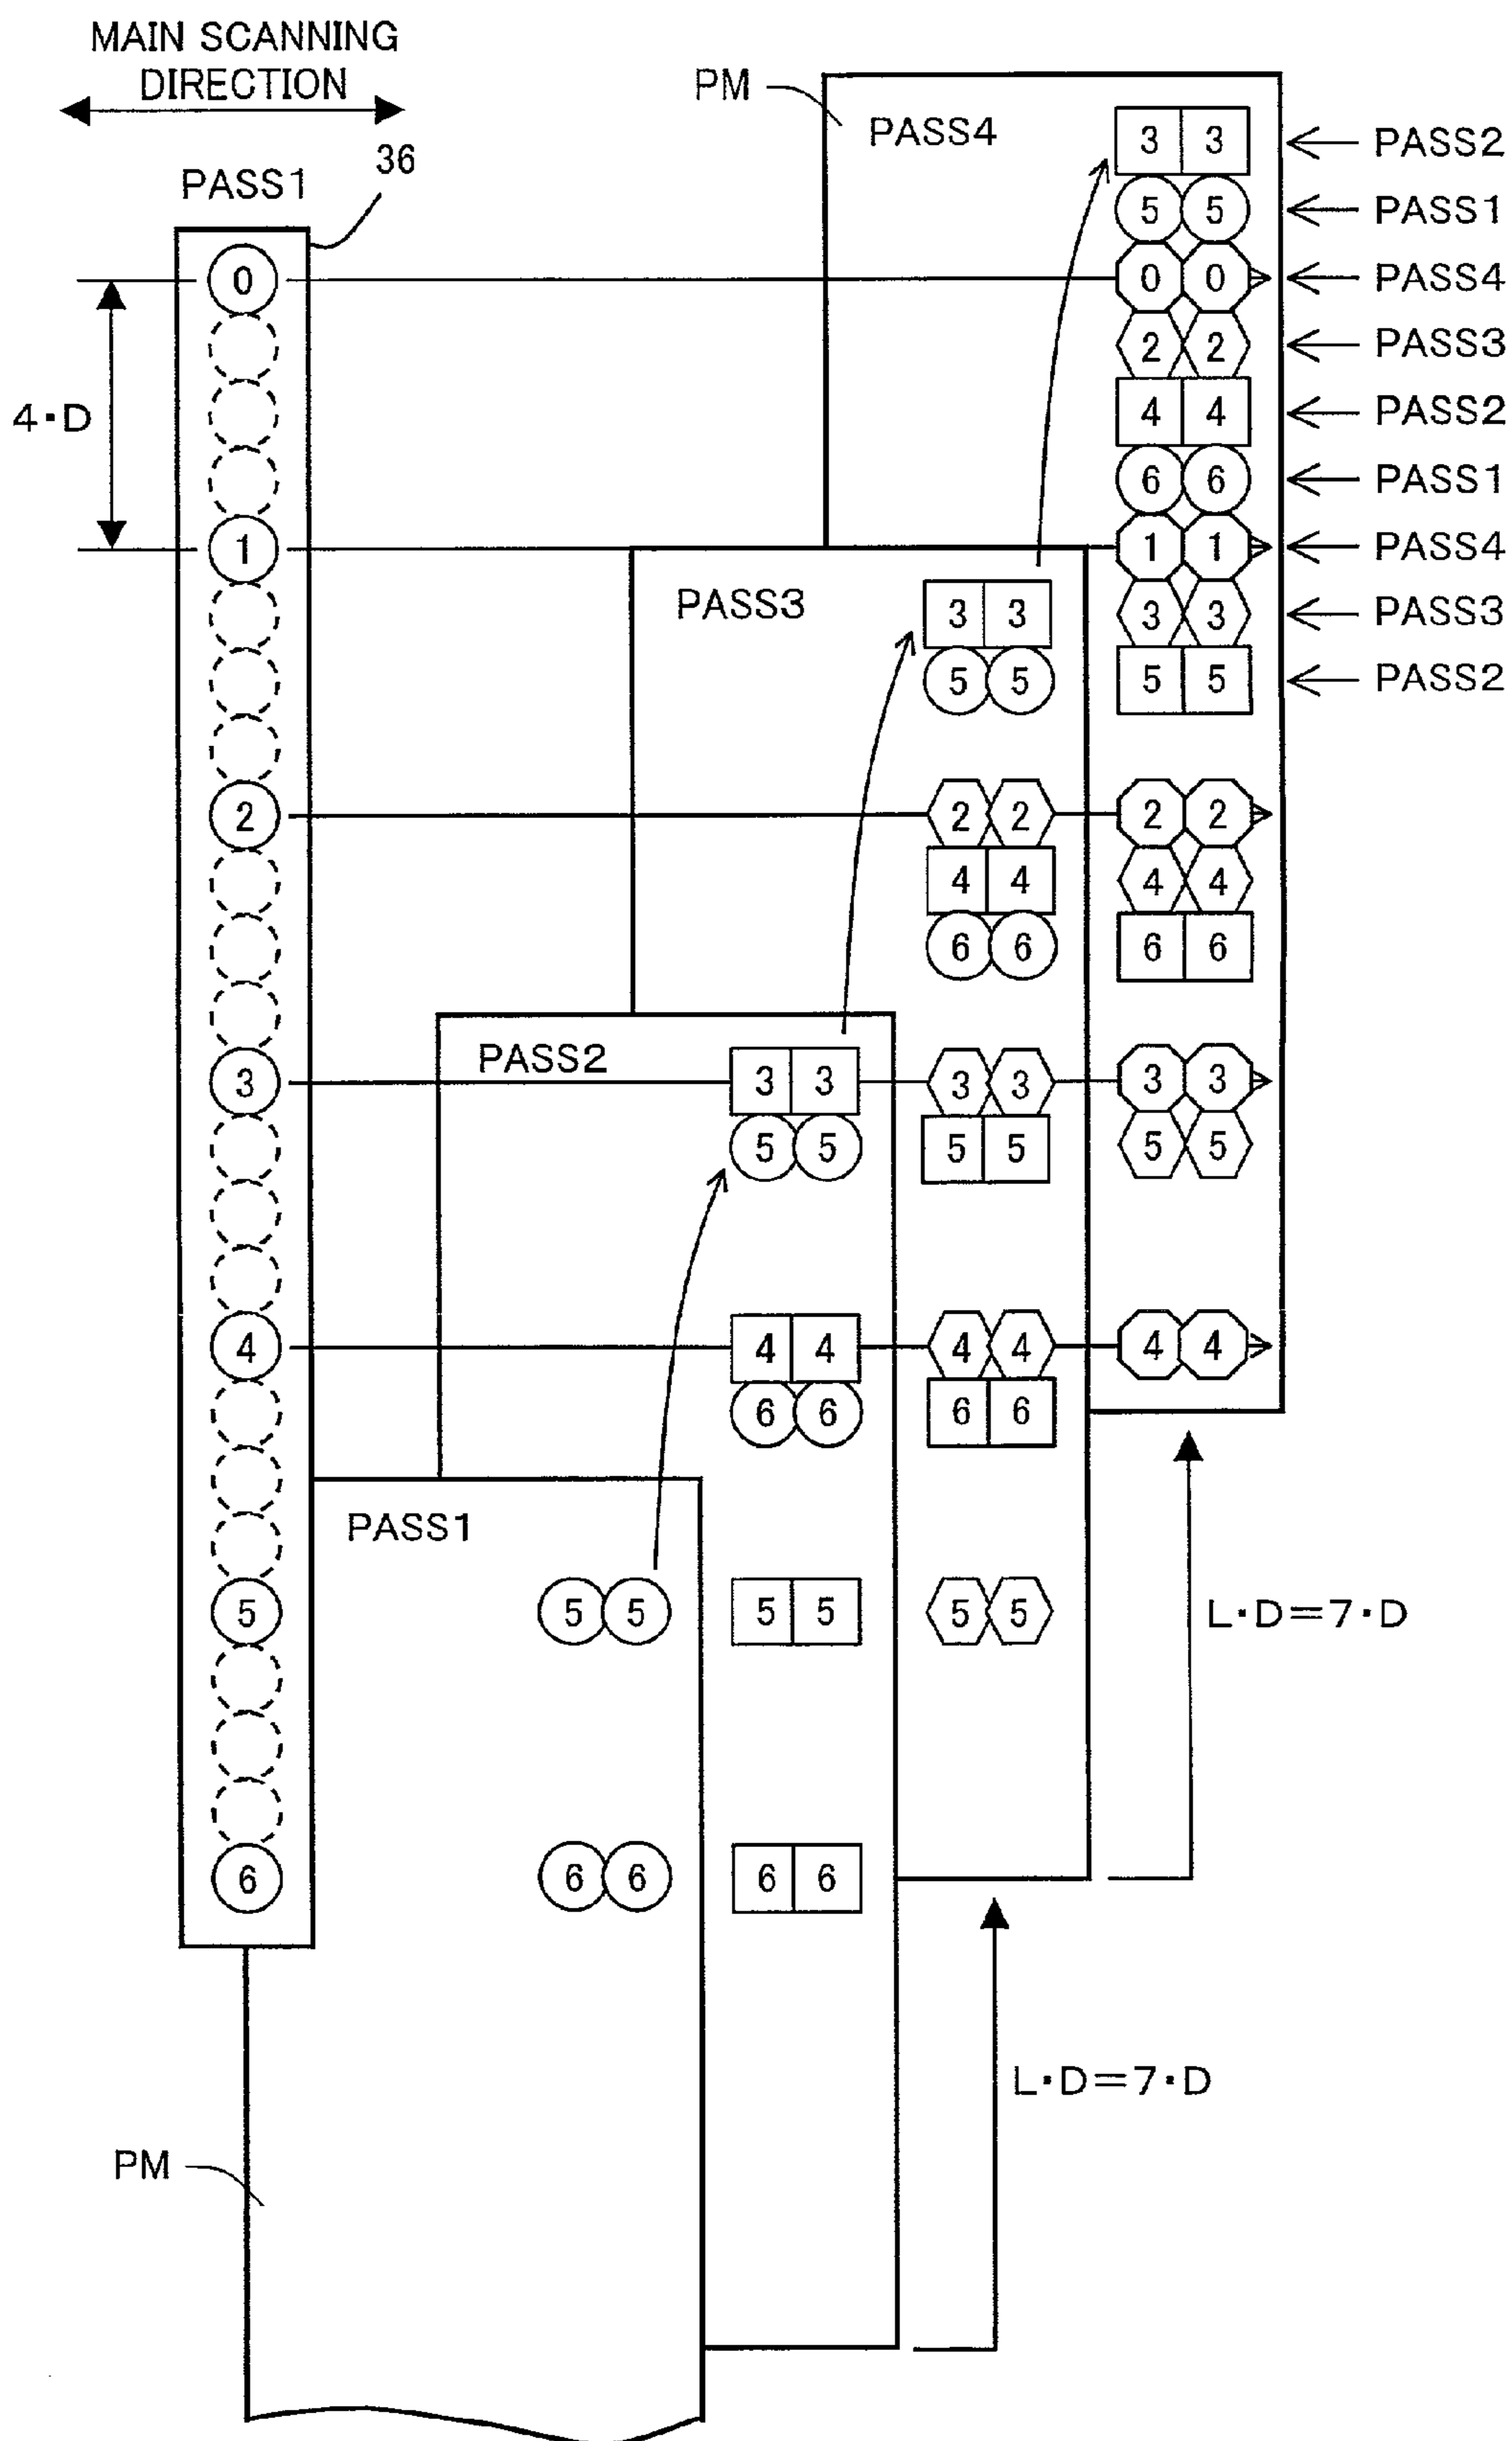 MAIN SCANNING
DIRECTION
36
PASS1
PM
PASS4
3 3 PASS2
5 5 PASS1
0 0 0 PASS4
2 2 PASS3
4·D
4 4 PASS2
6 6 PASS1
1 1 1 PASS4
PASS3
3 3 3 3 PASS3
5 5 5 5 PASS2
2 2 2 2 2
4 4 4 4
6 6 6 6
PASS2
3 3 3 3 3 3 3
5 5 5 5 5 5
4 4 4 4 4 4 4
6 6 6 6
PASS1
5 5 5 5 5 5 5
L·D=7·D
6 6 6 6 6
L·D=7·D
PM